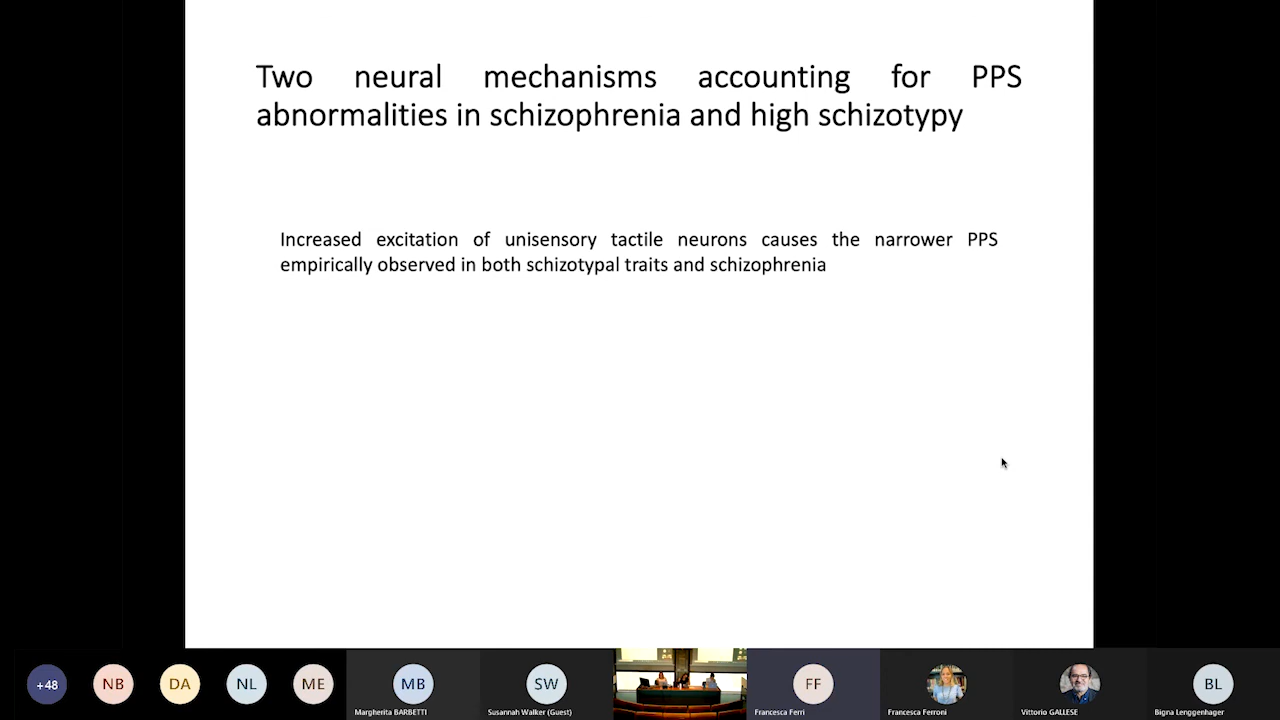 Two neural mechanisms accounting for PPS
abnormalities in schizophrenia and high schizotypy
Increased excitation of unisensory tactile neurons causes the narrower PPS
empirically observed in both schizotypal traits and schizophrenia
+48
NB
DA
NL
ME
MB
SW
FF
BL
Margherita BARBETTI
Susannah Walker (Guest)
Francesca Ferri
Francesca Ferroni
Vittorio GALLESE
Bigna Lenggenhager